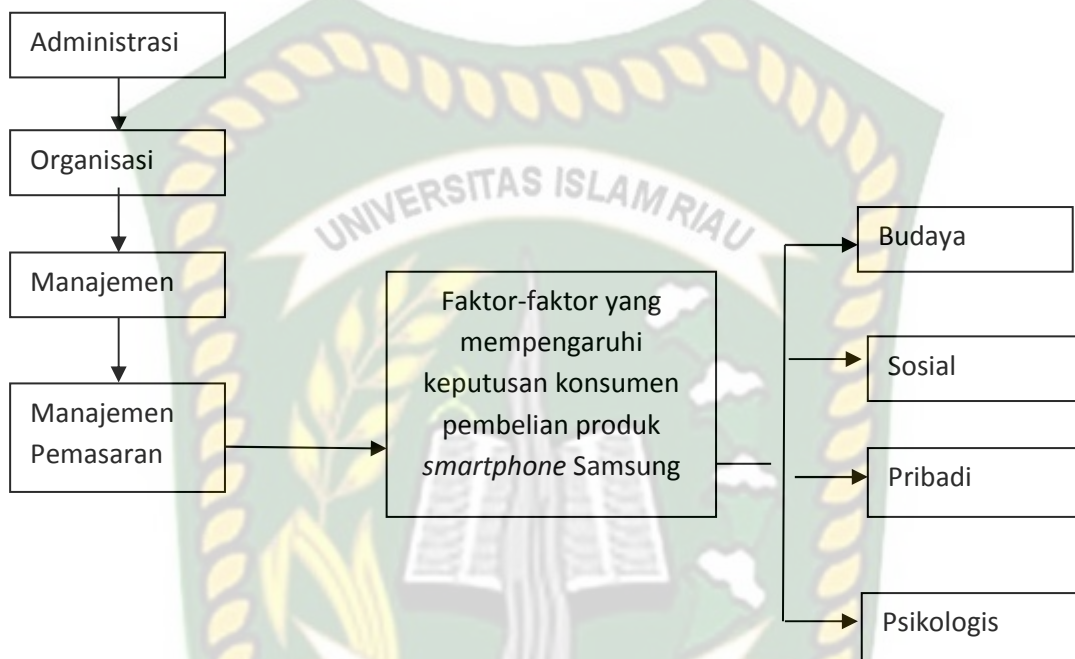 Administrasi
Organisasi
Manajemen
Manajemen
Pemasaran
UNIVERSITAS ISLAM RIAU
Faktor-faktor yang
mempengaruhi
keputusan konsumen
pembelian produk
smartphone Samsung
Budaya
Sosial
Pribadi
Psikologis